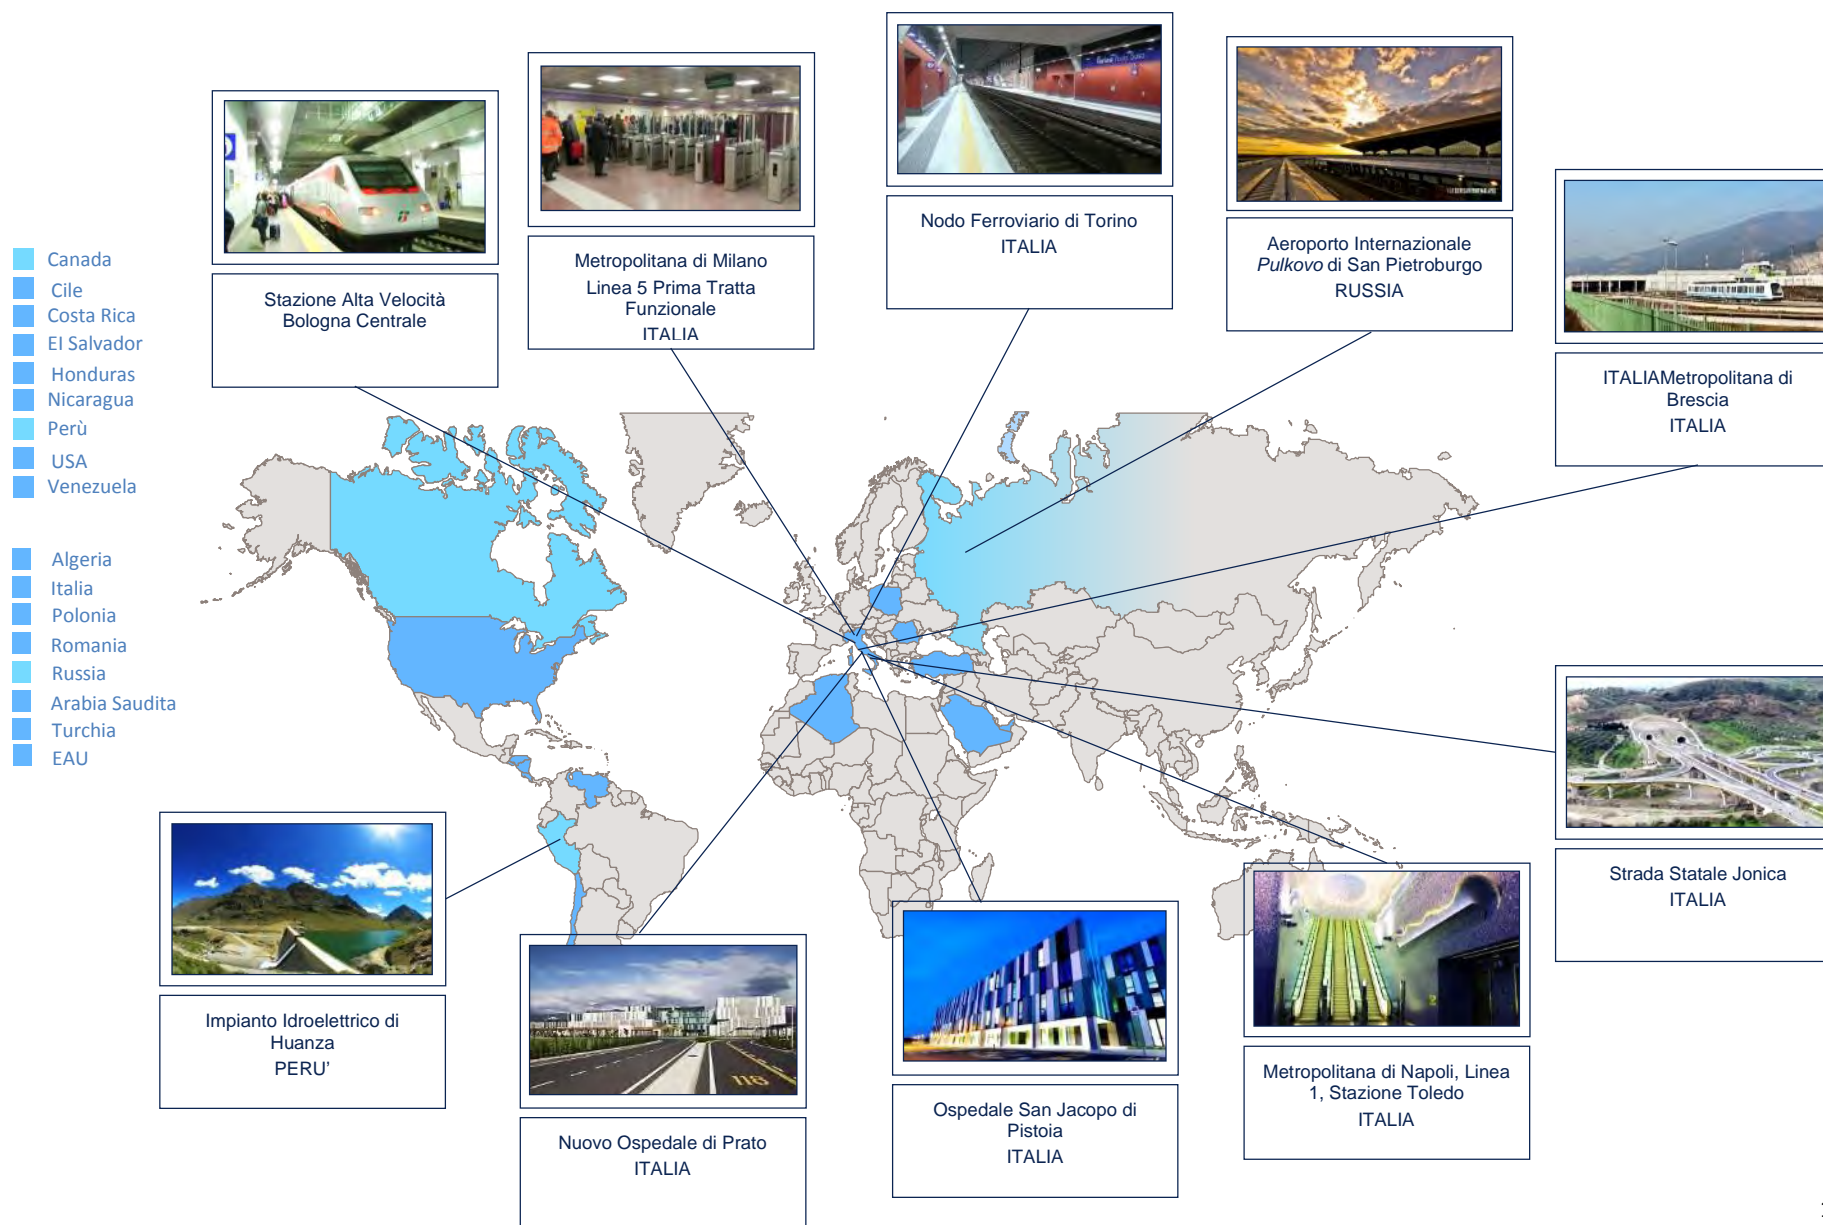 Canada
Cile
Costa Rica
El Salvador
Honduras
Nicaragua
Perù
USA
Venezuela
Algeria
Italia
Polonia
Romania
Russia
Arabia Saudita
Turchia
EAU
Stazione Alta Velocità
Bologna Centrale
Metropolitana di Milano
Linea 5 Prima Tratta
Funzionale
ITALIA
Nodo Ferroviario di Torino
ITALIA
Aeroporto Internazionale
Pulkovo di San Pietroburgo
RUSSIA
ITALIAMetropolitana di
Brescia
ITALIA
Strada Statale Jonica
ITALIA
Impianto Idroelettrico di
Huanza
PERU'
118
Nuovo Ospedale di Prato
ITALIA
Ospedale San Jacopo di
Pistoia
ITALIA
Metropolitana di Napoli, Linea
1, Stazione Toledo
ITALIA